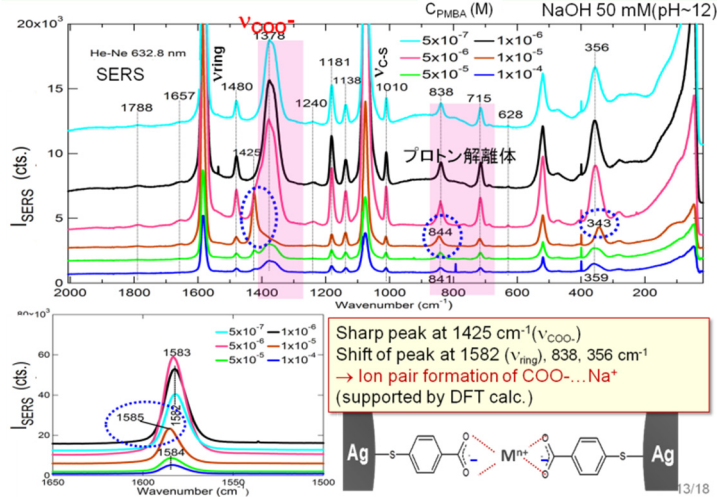 νCOO-
CPMBA (M)
NaOH 50 mM(pH~12)
20x10³
He-Ne 632.8 nm
SERS
νring
1378
νC-S
5x10⁻⁷ 1x10⁻⁶
5x10⁻⁶ 1x10⁻⁵
5x10⁻⁵ 1x10⁻⁴
356
1788
1657
1480
1425
1240
1181
1138
1010
838
715
628
プロトン解離体
844
343
841
359
ISERS (cts.)
15
10
5
0
2000 1800 1600 1400 1200 1000 800 600 400 200
Wavenumber (cm⁻¹)
80x10³
5x10⁻⁷ 1x10⁻⁶
5x10⁻⁶ 1x10⁻⁵
5x10⁻⁵ 1x10⁻⁴
1583
1582
1585
1584
ISERS (cts.)
60
40
20
0
1650 1600 1550 1500
Wavenumber (cm⁻¹)
Sharp peak at 1425 cm⁻¹(νCOO-)
Shift of peak at 1582 (νring), 838, 356 cm⁻¹
→ Ion pair formation of COO-…Na⁺
(supported by DFT calc.)
Ag S O O Mⁿ⁺ O O S Ag
13/18